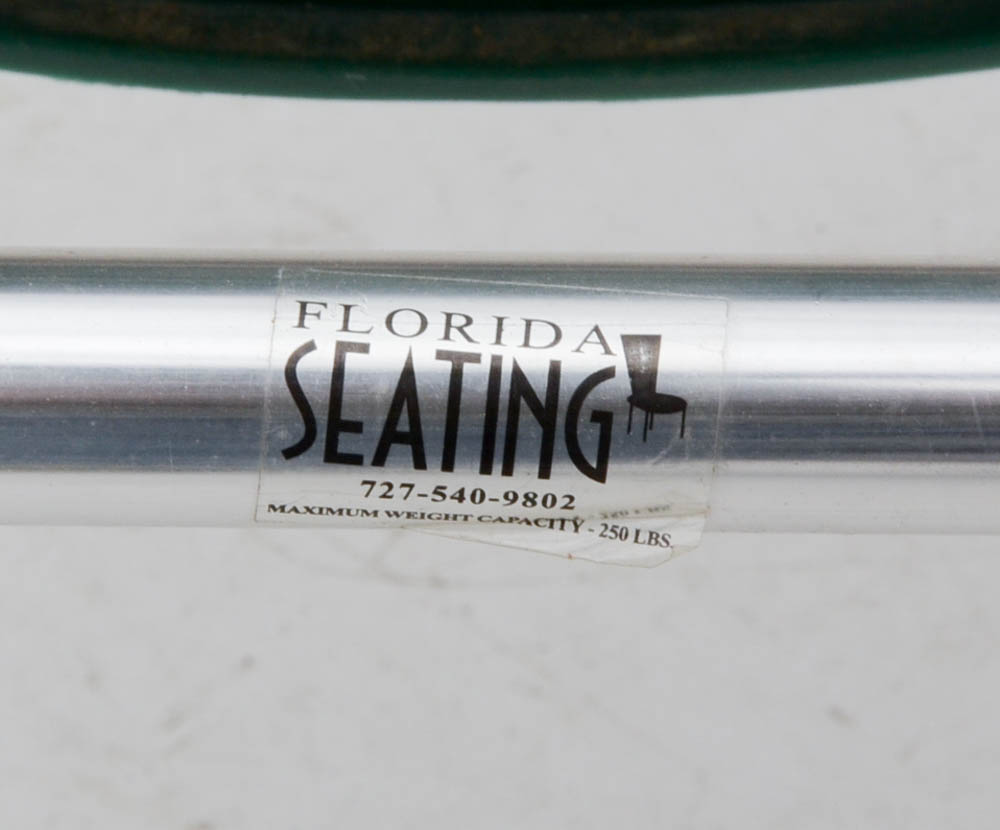 FLORIDA
SEATING
727-540-9802
MAXIMUM WEIGHT CAPACITY - 250 LBS.